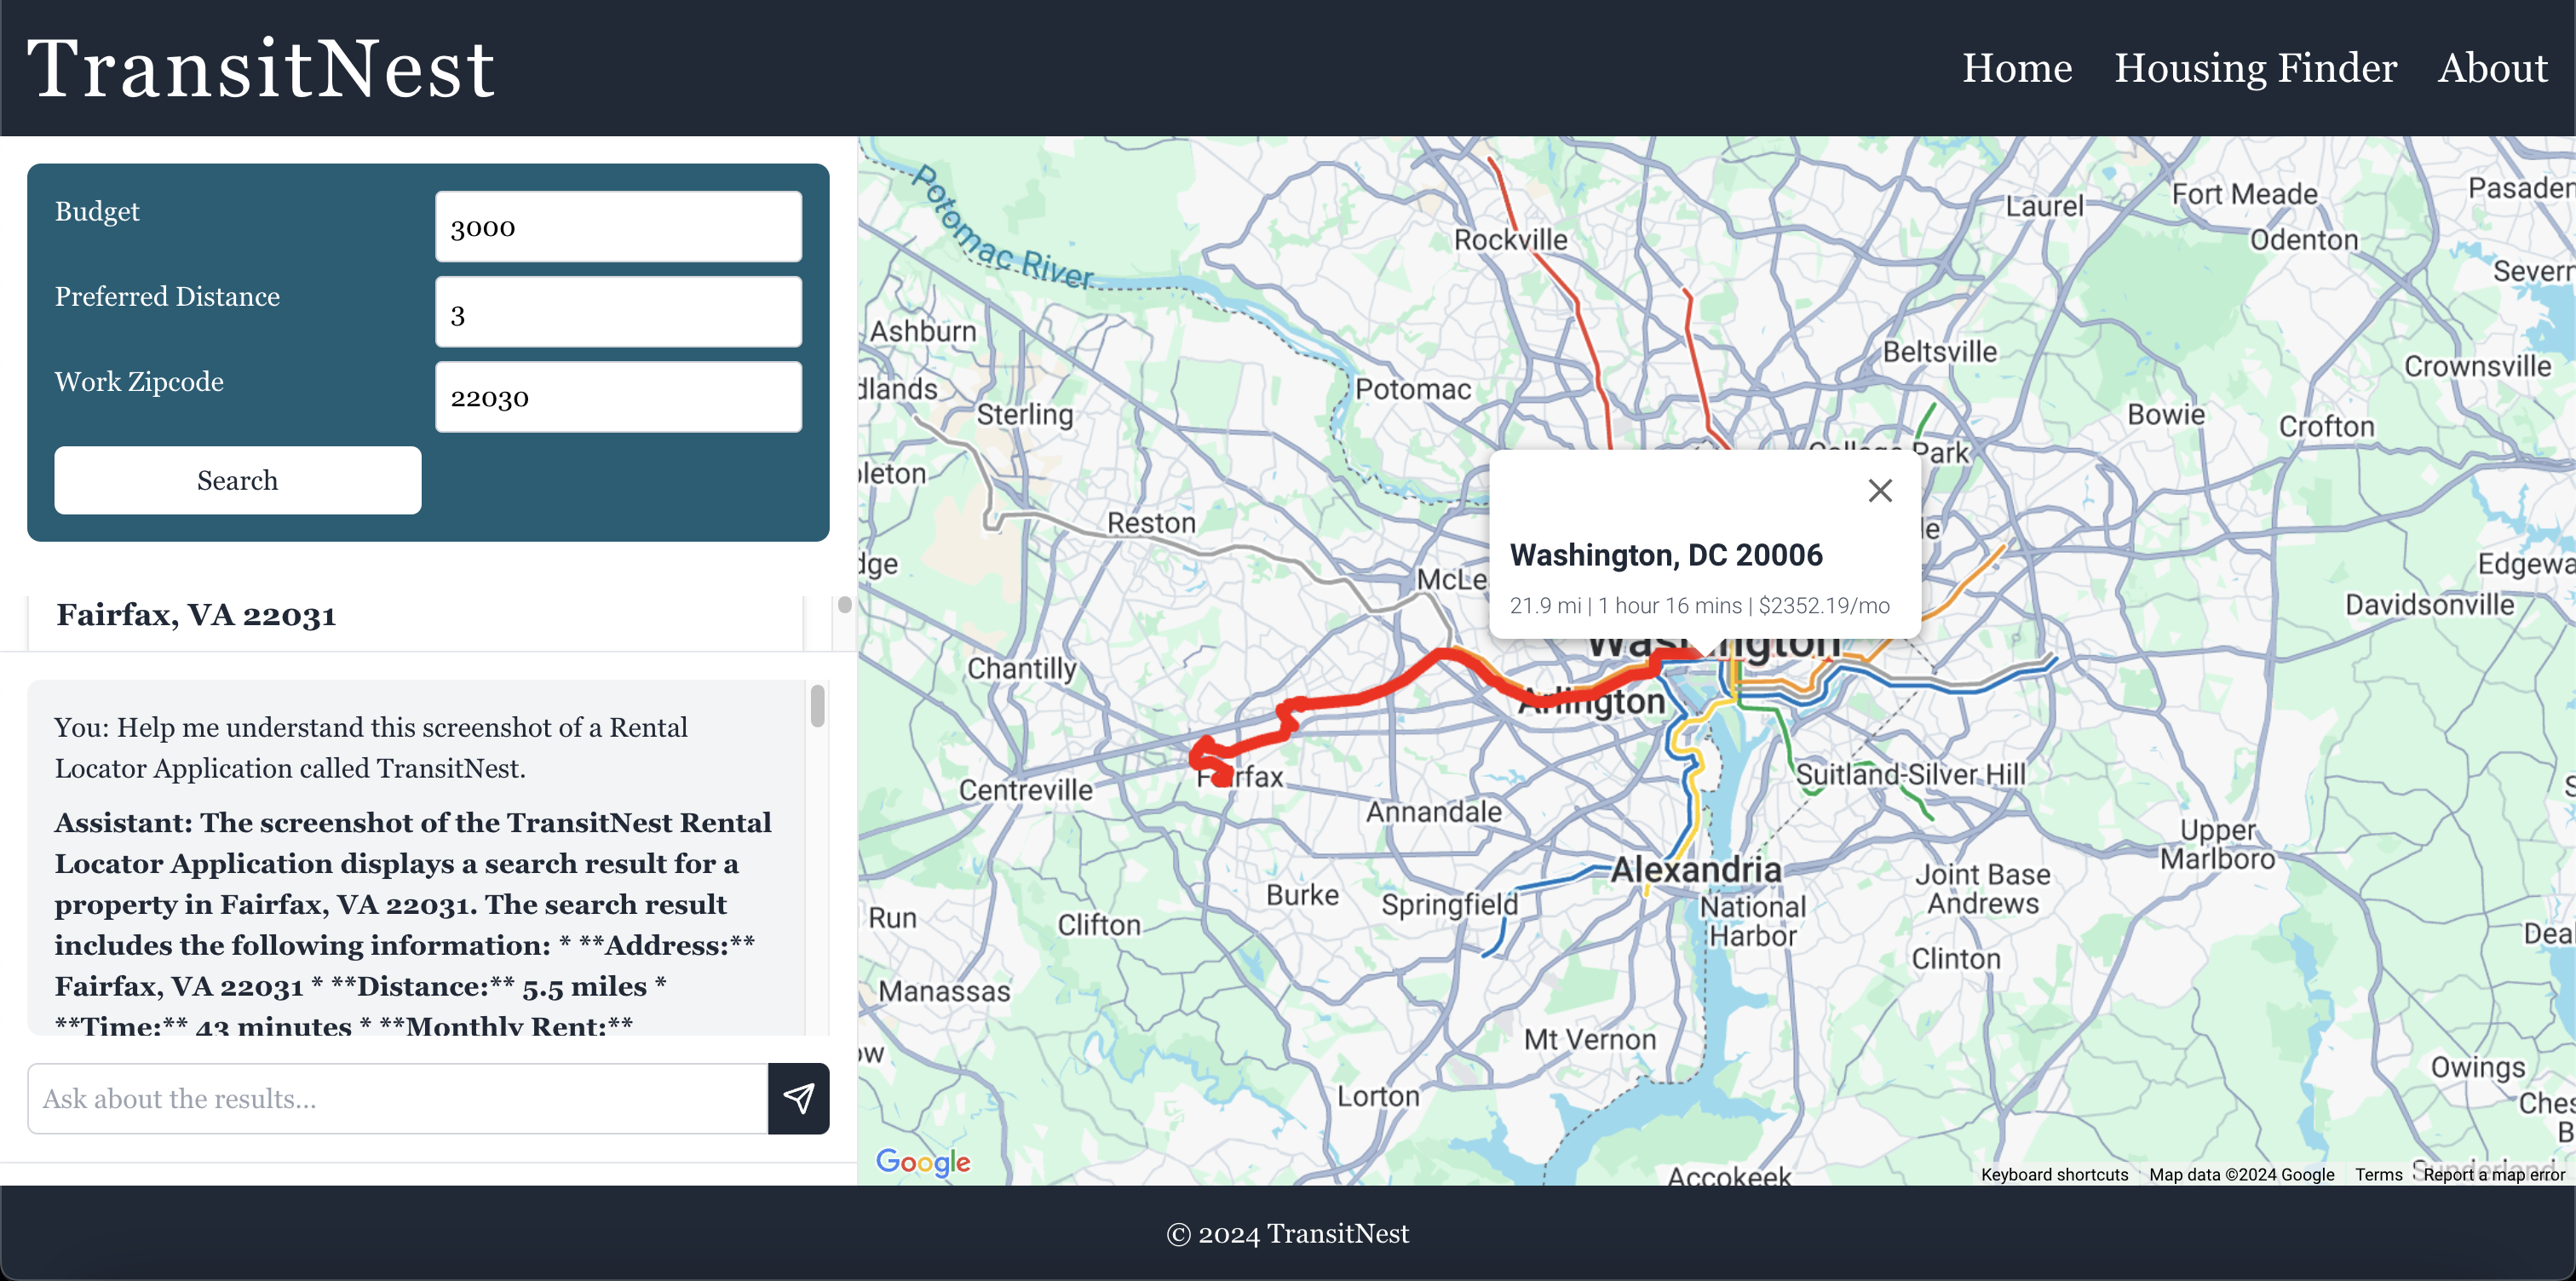 TransitNest
Home Housing Finder About
Budget
3000
Preferred Distance
3
Work Zipcode
22030
Search
Fairfax, VA 22031
You: Help me understand this screenshot of a Rental
Locator Application called TransitNest.
Assistant: The screenshot of the TransitNest Rental
Locator Application displays a search result for a
property in Fairfax, VA 22031. The search result
includes the following information: * **Address:**
Fairfax, VA 22031 * **Distance:** 5.5 miles *
**Time:** 43 minutes * **Monthly Rent:**
Ask about the results...
Potomac River
Rockville
Laurel
Fort Meade
Pasaden
Odenton
Severn
Ashburn
dlands
Sterling
Potomac
Beltsville
Crownsville
Bowie
Crofton
pleton
College Park
Reston
le
dge
McLe
Washington, DC 20006
21.9 mi | 1 hour 16 mins | $2352.19/mo
Edgewa
Davidsonville
Washington
Chantilly
Arlington
Fairfax
Centreville
Annandale
Suitland-Silver Hill
Upper
Marlboro
Alexandria
Burke
Springfield
National
Harbor
Joint Base
Andrews
Run
Clifton
Clinton
Deal
Manassas
Mt Vernon
ow
Lorton
Owings
Ches
B
Accokeek
Sunderland
Google
Keyboard shortcuts
Map data ©2024 Google
Terms
Report a map error
© 2024 TransitNest